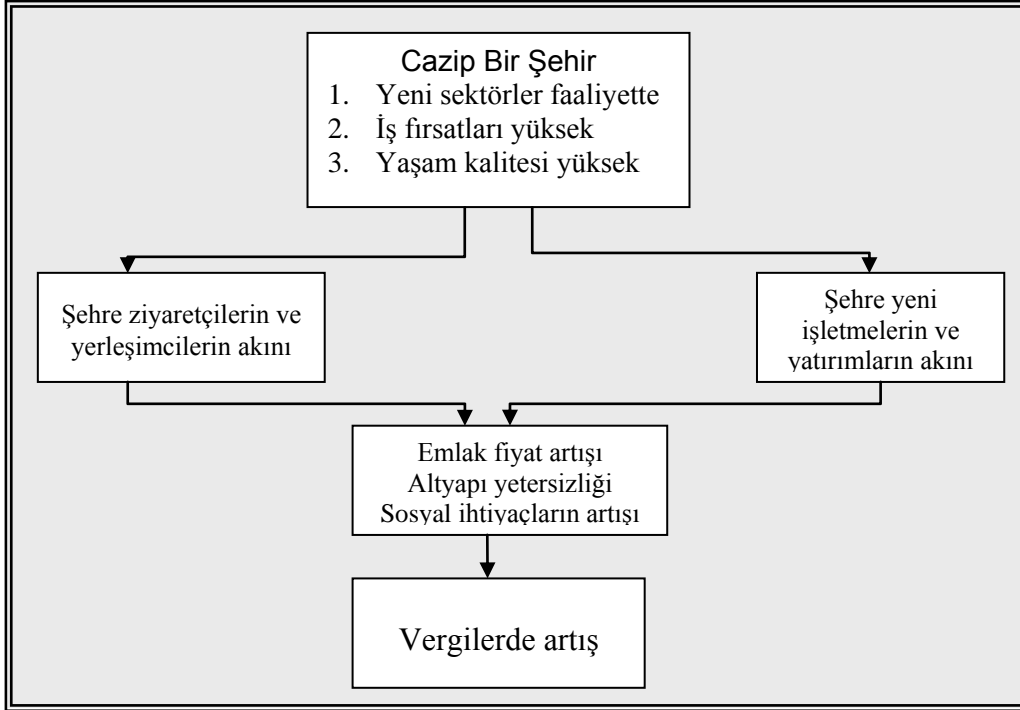 Cazip Bir Şehir
1. Yeni sektörler faaliyette
2. İş fırsatları yüksek
3. Yaşam kalitesi yüksek
Şehre ziyaretçilerin ve
yerleşimcilerin akını
Şehre yeni
işletmelerin ve
yatırımların akını
Emlak fiyat artışı
Altyapı yetersizliği
Sosyal ihtiyaçların artışı
Vergilerde artış